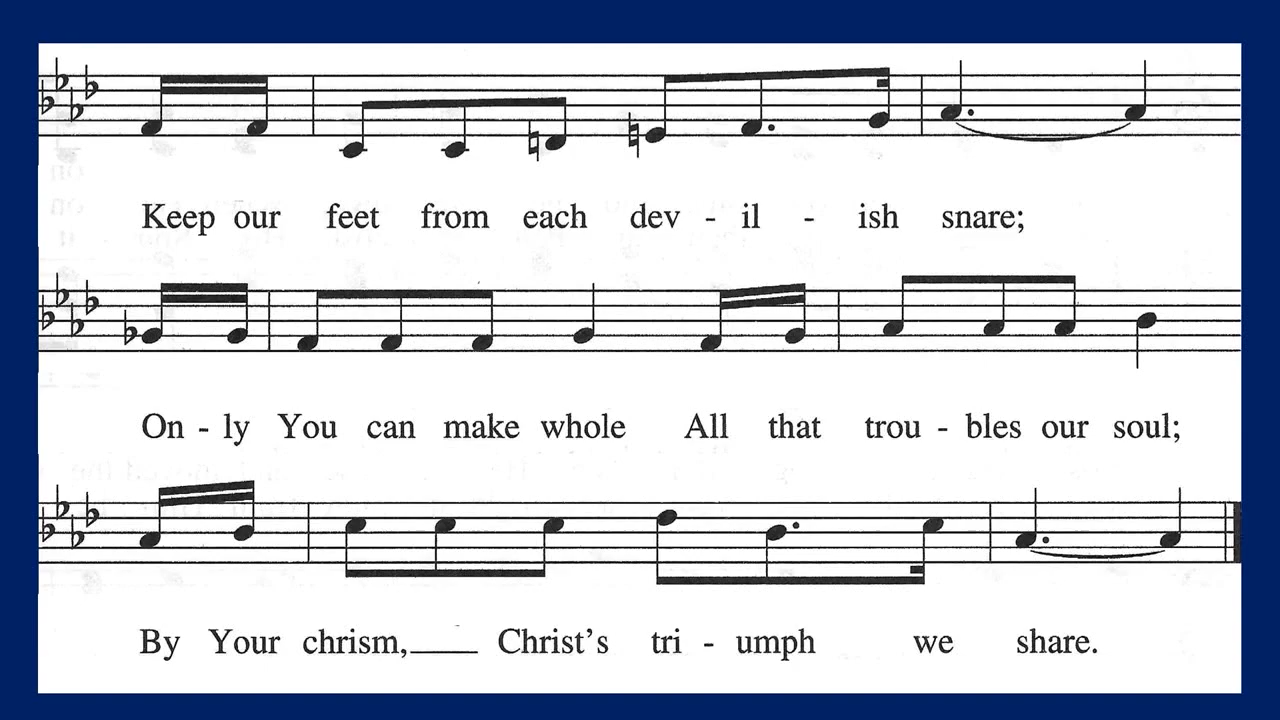 Keep our feet from each dev - il - ish snare;
On - ly You can make whole All that trou - bles our soul;
By Your chrism,___ Christ's tri - umph we share.